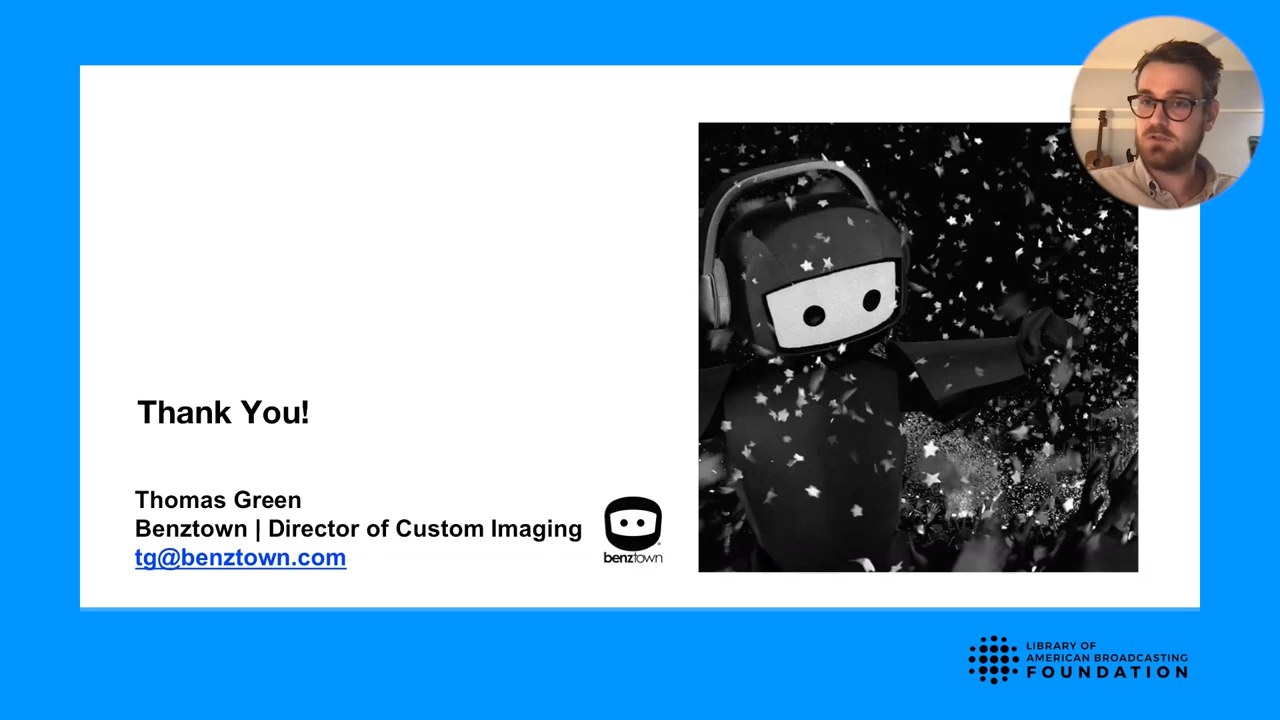 Thank You!
Thomas Green
Benztown | Director of Custom Imaging
tg@benztown.com
benztown
LIBRARY OF
AMERICAN BROADCASTING
FOUNDATION